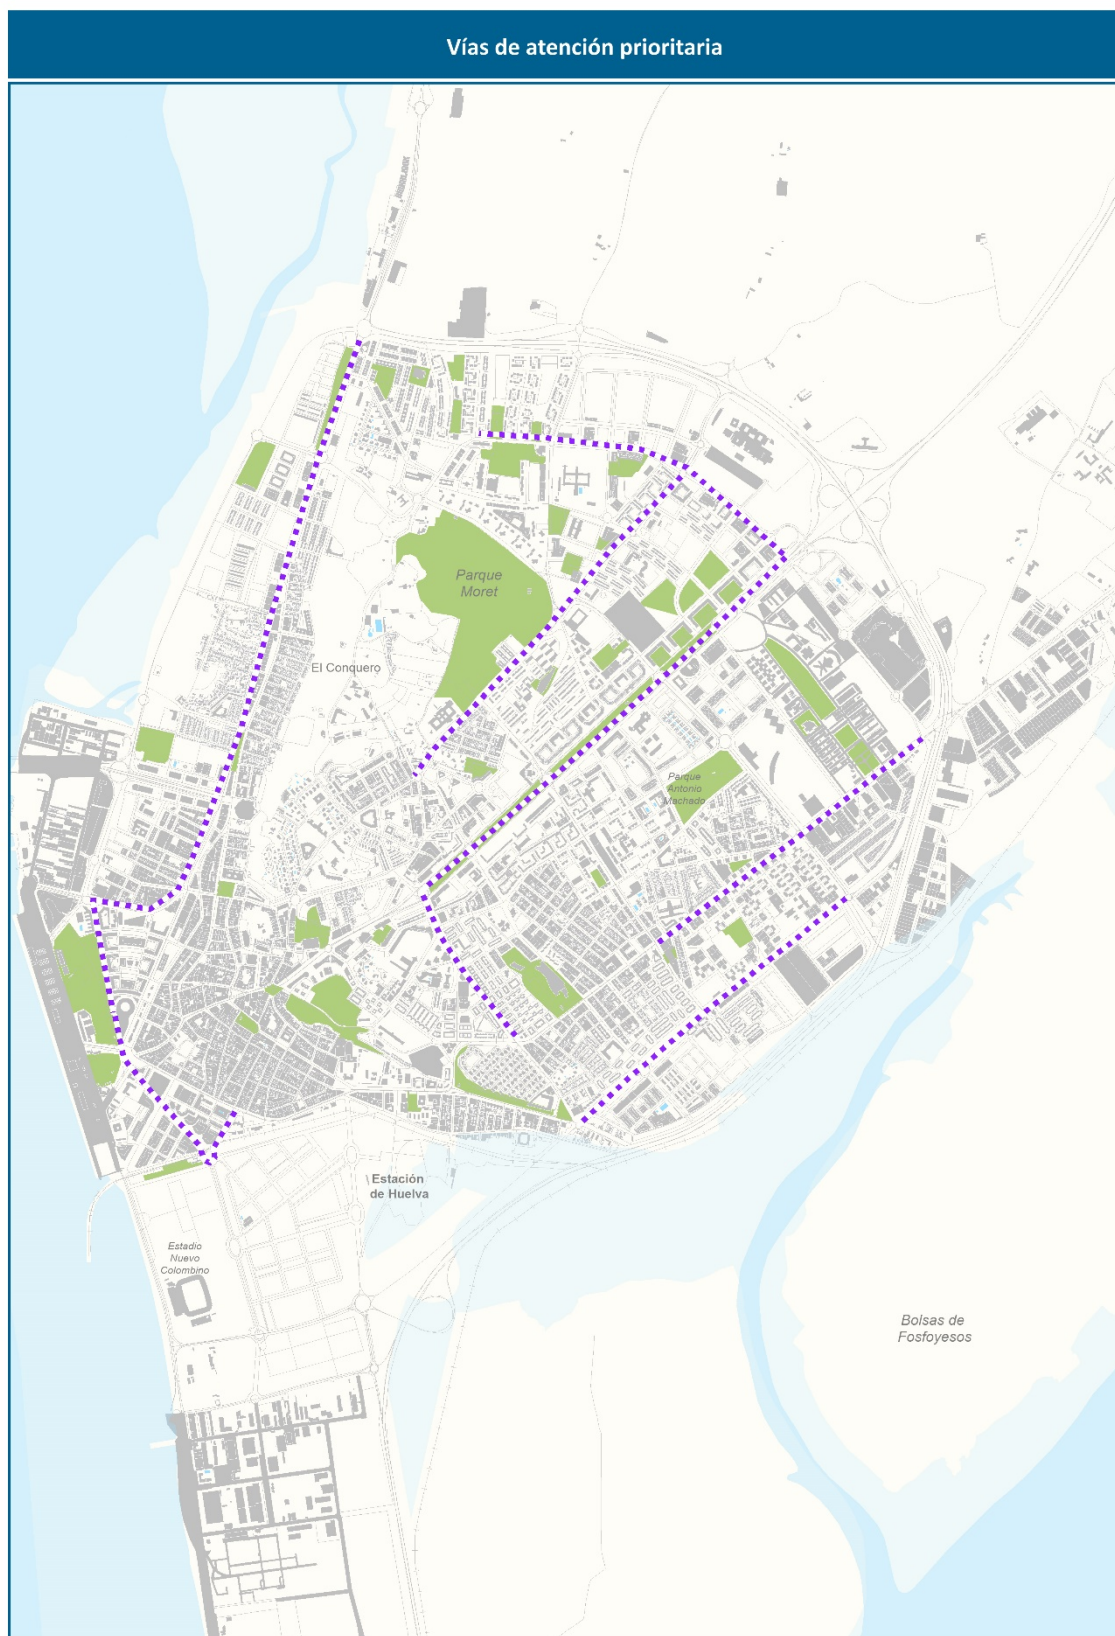 Vías de atención prioritaria
Parque
Moret
El Conquero
Parque
Antonio
Machado
Estación
de Huelva
Estadio
Nuevo
Colombino
Bolsas de
Fosfoyesos